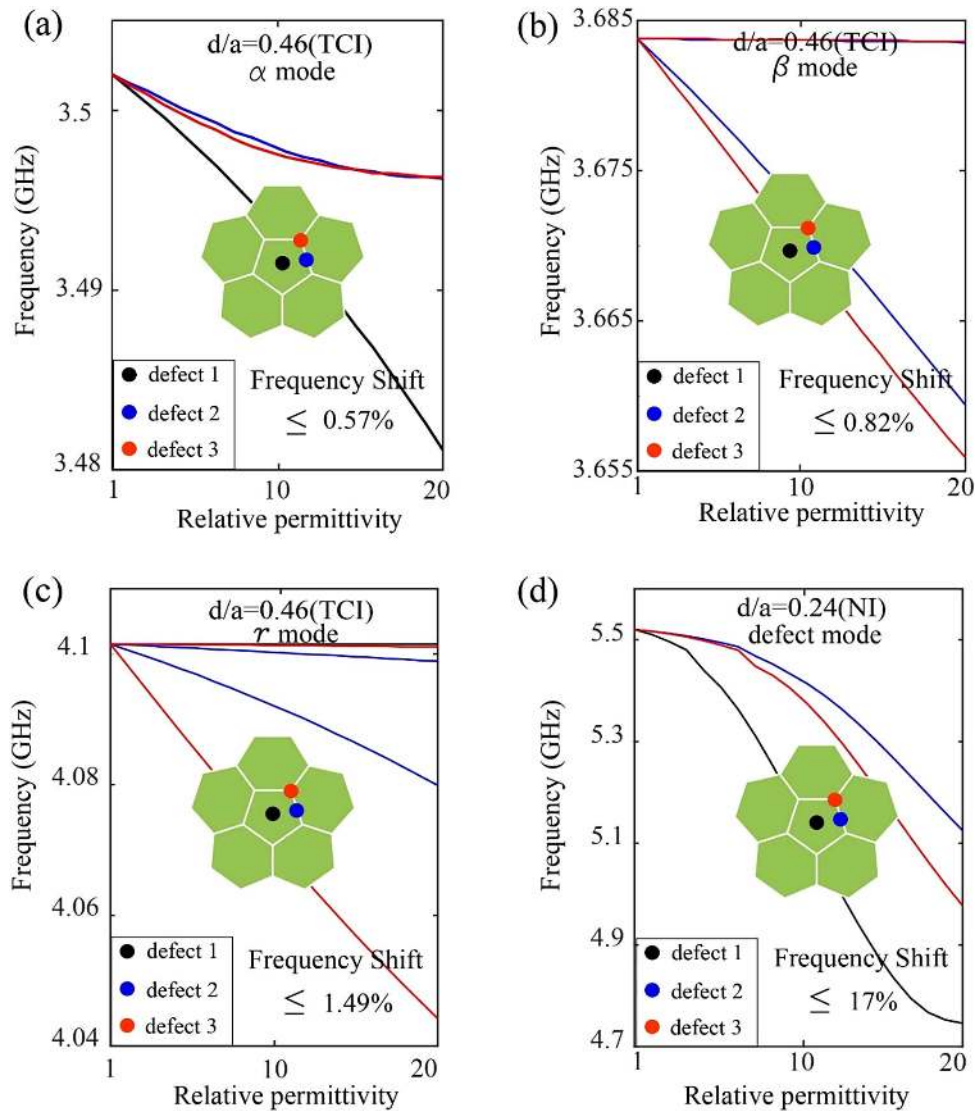 (a)
d/a=0.46(TCI)
α mode
3.5
3.49
3.48
Frequency (GHz)
defect 1
defect 2
defect 3
Frequency Shift
≤ 0.57%
1
10
20
Relative permittivity
(b)
d/a=0.46(TCI)
β mode
3.685
3.675
3.665
3.655
Frequency (GHz)
defect 1
defect 2
defect 3
Frequency Shift
≤ 0.82%
1
10
20
Relative permittivity
(c)
d/a=0.46(TCI)
r mode
4.1
4.08
4.06
4.04
Frequency (GHz)
defect 1
defect 2
defect 3
Frequency Shift
≤ 1.49%
1
10
20
Relative permittivity
(d)
d/a=0.24(NI)
defect mode
5.5
5.3
5.1
4.9
4.7
Frequency (GHz)
defect 1
defect 2
defect 3
Frequency Shift
≤ 17%
1
10
20
Relative permittivity